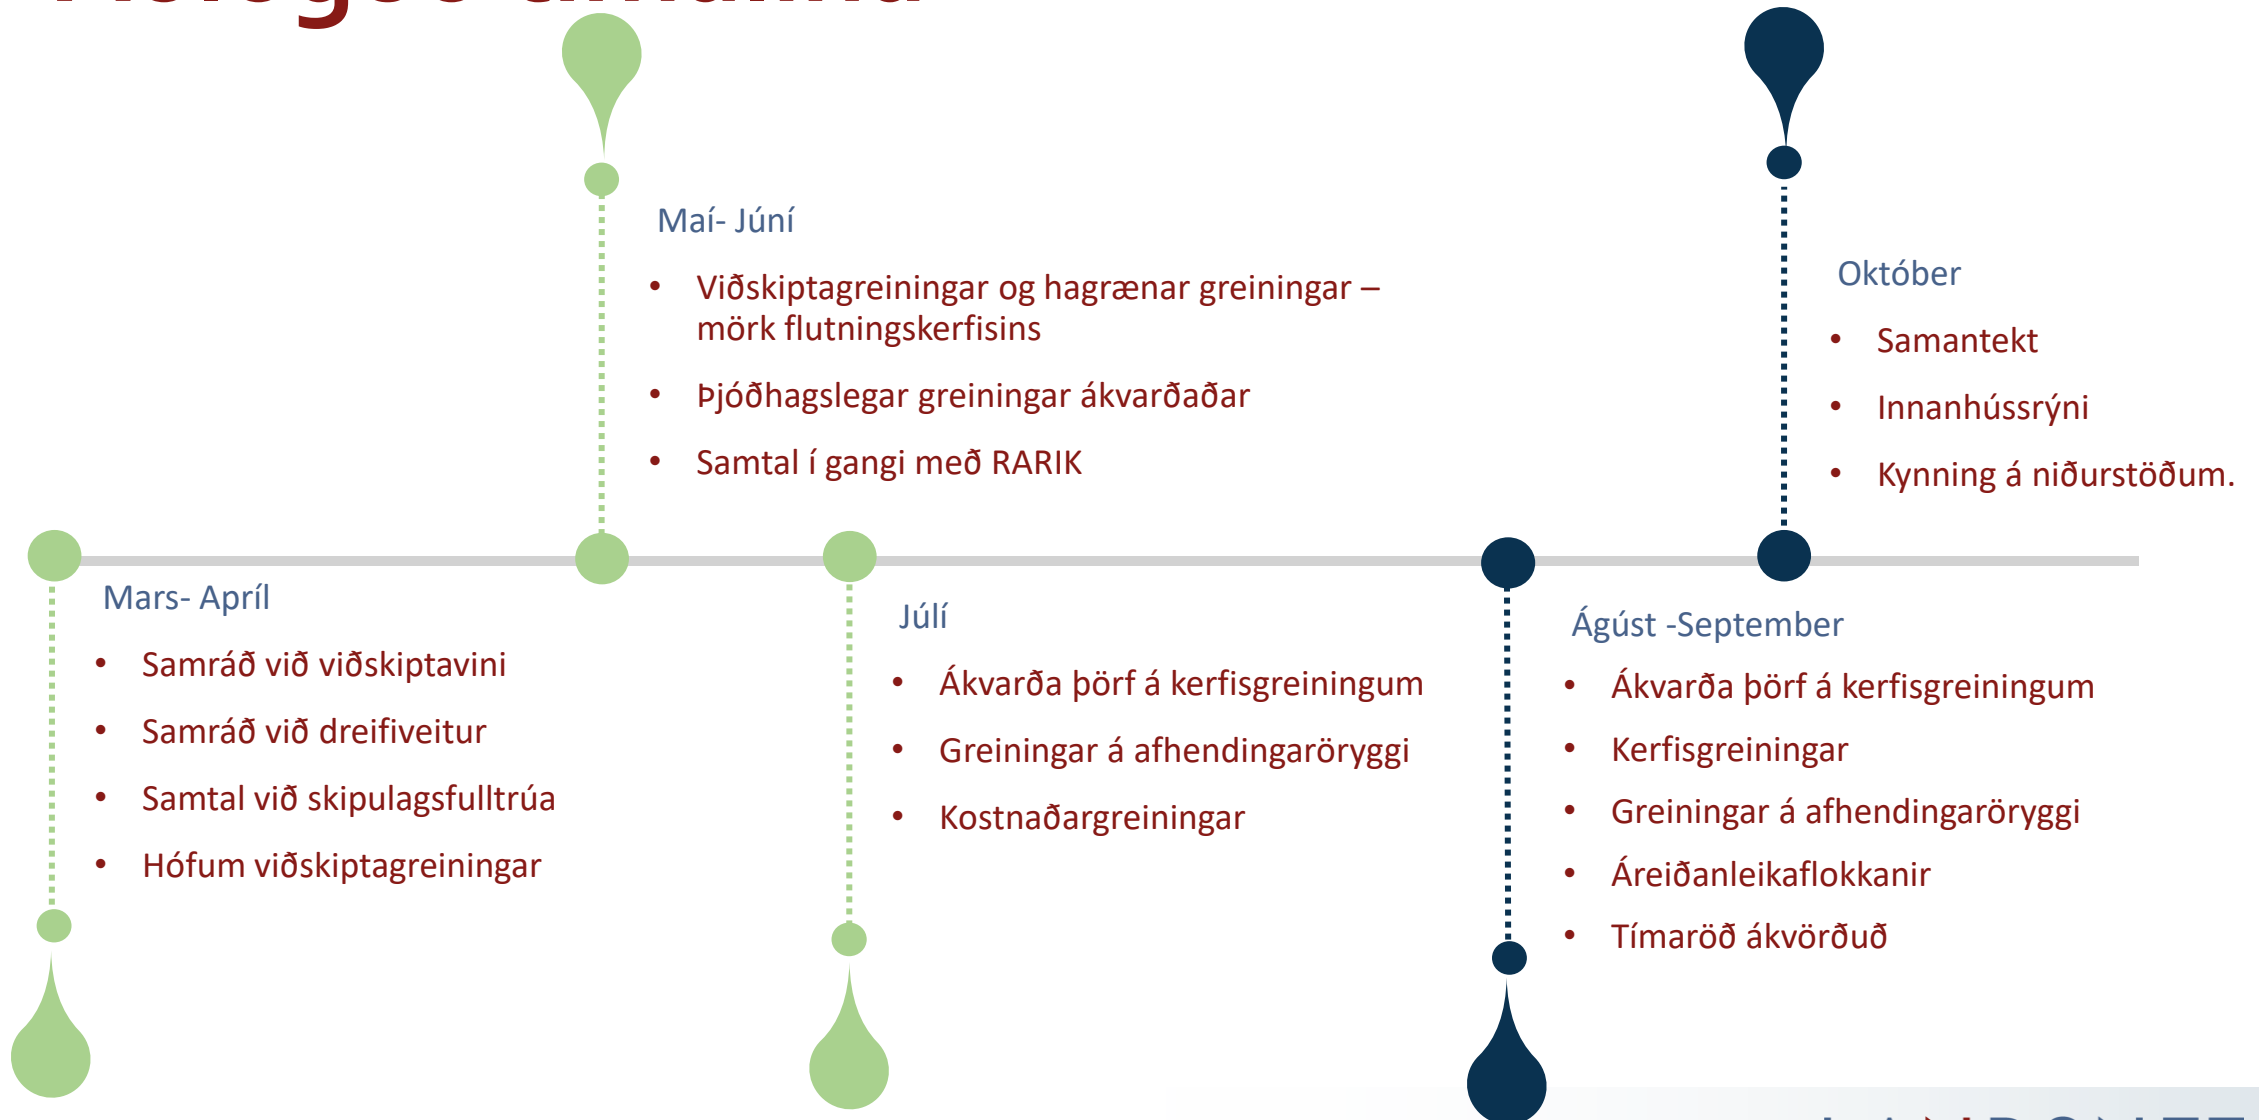 Maí- Júní
• Viðskiptagreiningar og hagrænar greiningar –
mörk flutningskerfisins
• Þjóðhagslegar greiningar ákvarðaðar
• Samtal í gangi með RARIK
Október
• Samantekt
• Innanhússrýni
• Kynning á niðurstöðum.
Mars- Apríl
• Samráð við viðskiptavini
• Samráð við dreifiveitur
• Samtal við skipulagsfulltrúa
• Hófum viðskiptagreiningar
Júlí
• Ákvarða þörf á kerfisgreiningum
• Greiningar á afhendingaröryggi
• Kostnaðargreiningar
Ágúst -September
• Ákvarða þörf á kerfisgreiningum
• Kerfisgreiningar
• Greiningar á afhendingaröryggi
• Áreiðanleikaflokkanir
• Tímaröð ákvörðuð